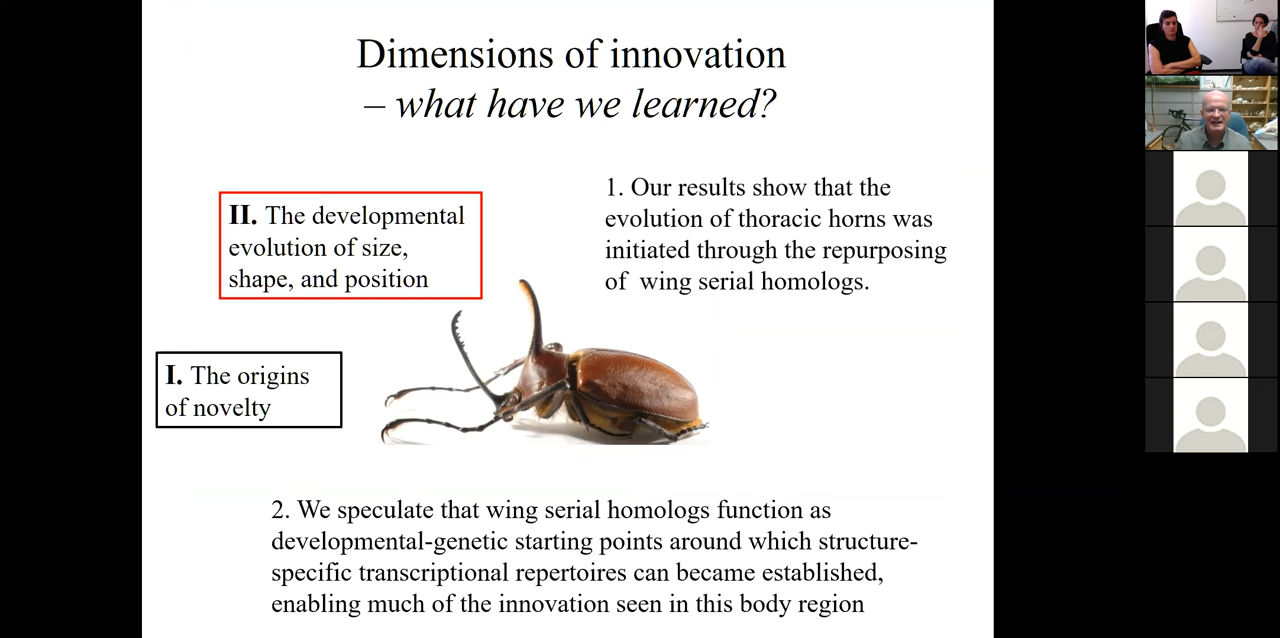 Dimensions of innovation
– what have we learned?
II. The developmental
evolution of size,
shape, and position
1. Our results show that the
evolution of thoracic horns was
initiated through the repurposing
of wing serial homologs.
I. The origins
of novelty
2. We speculate that wing serial homologs function as
developmental-genetic starting points around which structure-
specific transcriptional repertoires can became established,
enabling much of the innovation seen in this body region